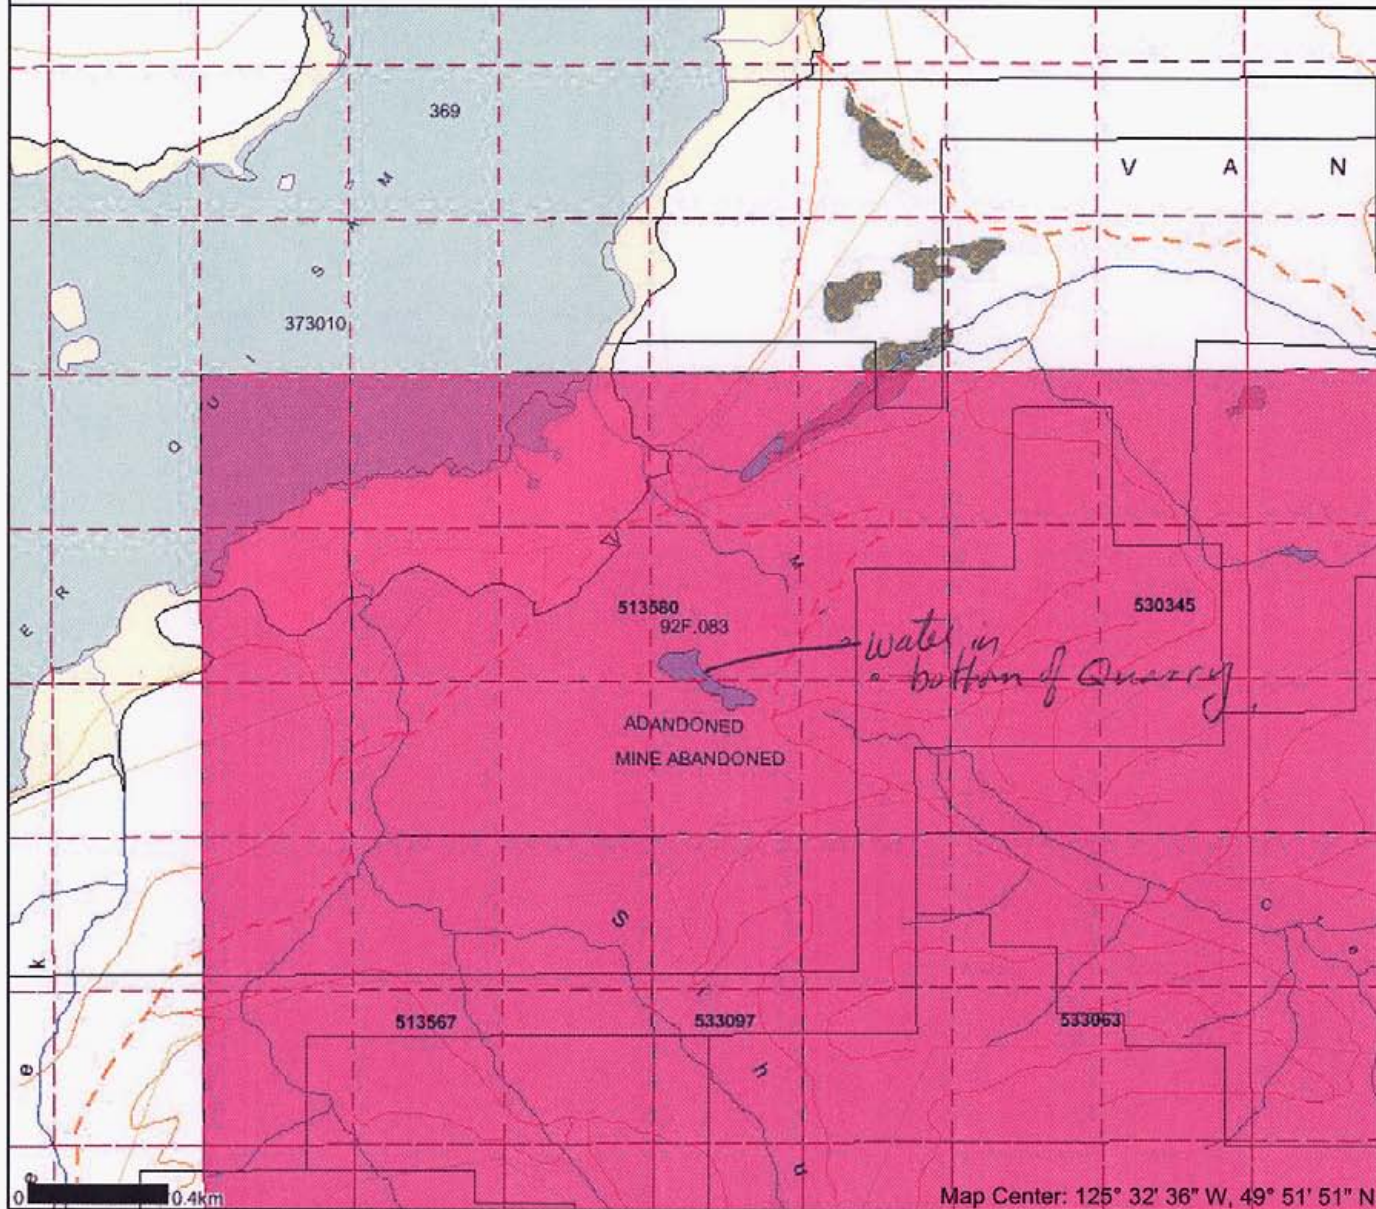 369
V A N
373010
E R Q U I S K M
513580
530345
92F.083
water in
bottom of Quarry
ADANDONED
MINE ABANDONED
V M
S
C r e
513567
533097
533063
k
e
e
h
u
0 0.4km
Map Center: 125° 32' 36" W, 49° 51' 51" N